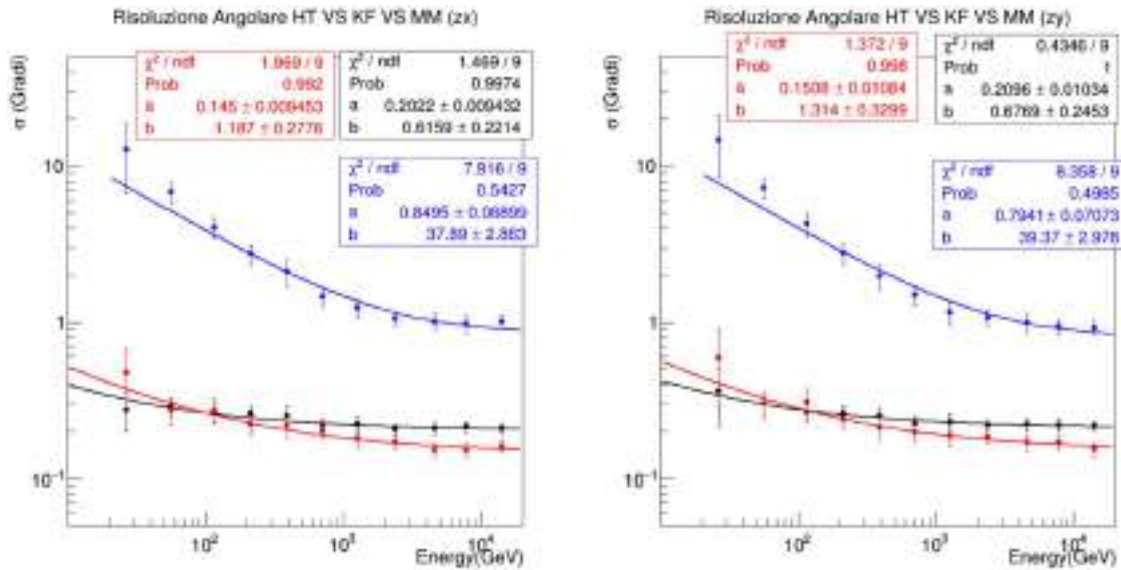 Risoluzione Angolare HT VS KF VS MM (zx)
σ (Gradi)
χ² / ndf 1.969 / 9
Prob 0.992
a 0.145 ± 0.009453
b 1.187 ± 0.2776
χ² / ndf 1.469 / 9
Prob 0.9974
a 0.2022 ± 0.009432
b 0.6159 ± 0.2214
χ² / ndf 7.916 / 9
Prob 0.5427
a 0.8495 ± 0.06899
b 37.89 ± 2.863
10
1
10⁻¹
10² 10³ 10⁴
Energy(GeV)
Risoluzione Angolare HT VS KF VS MM (zy)
σ (Gradi)
χ² / ndf 1.372 / 9
Prob 0.998
a 0.1508 ± 0.01084
b 1.314 ± 0.3299
χ² / ndf 0.4346 / 9
Prob 1
a 0.2096 ± 0.01034
b 0.6769 ± 0.2453
χ² / ndf 8.358 / 9
Prob 0.4985
a 0.7941 ± 0.07073
b 39.37 ± 2.978
10
1
10⁻¹
10² 10³ 10⁴
Energy(GeV)